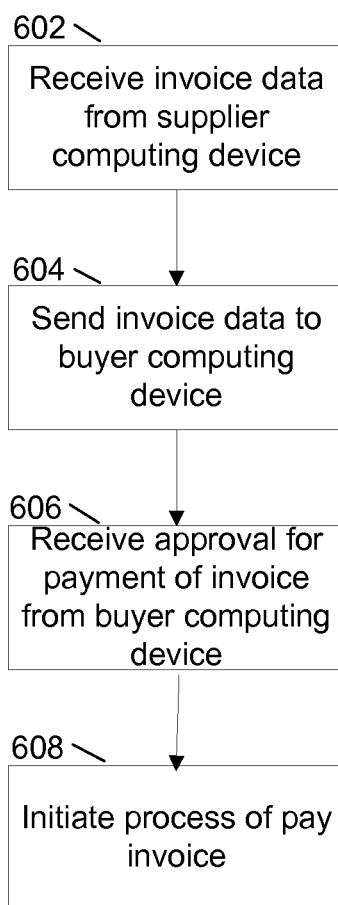 602
Receive invoice data
from supplier
computing device
604
Send invoice data to
buyer computing
device
606
Receive approval for
payment of invoice
from buyer computing
device
608
Initiate process of pay
invoice